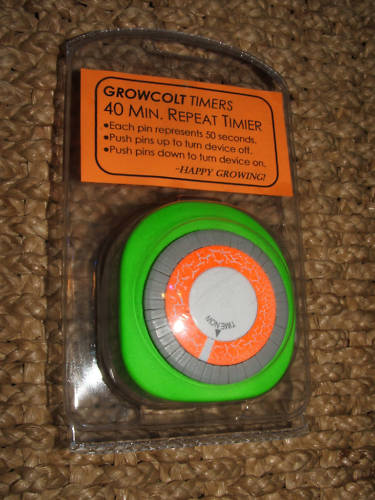 GROWCOLT TIMERS
40 MIN. REPEAT TIMIER
•Each pin represents 50 seconds.
•Push pins up to turn device off.
•Push pins down to turn device on.
~HAPPY GROWING!
TIME NOW